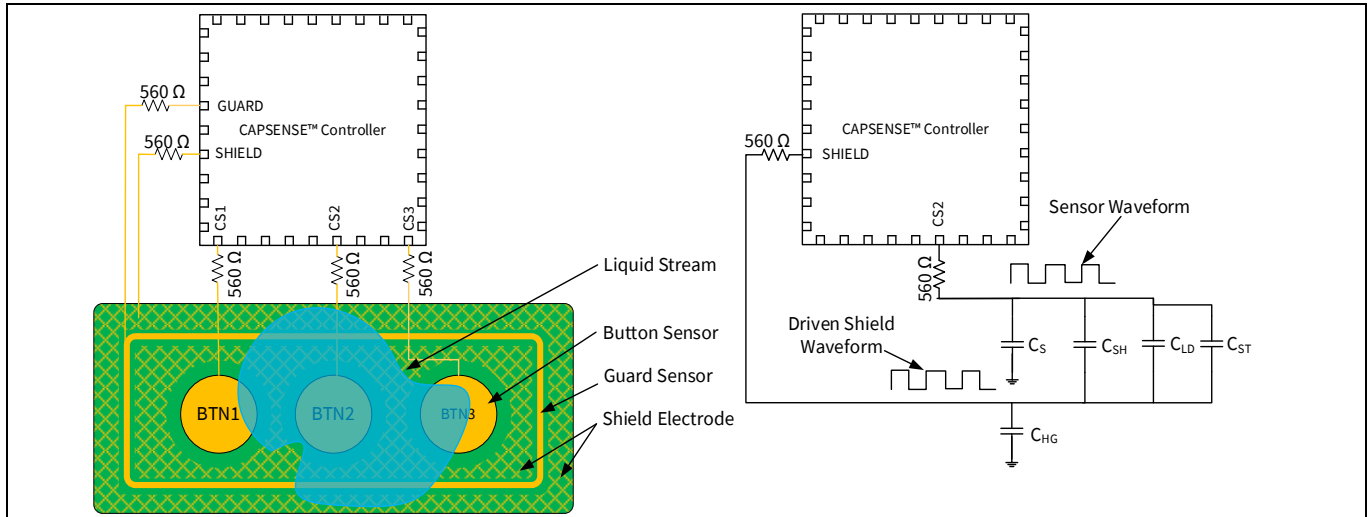 560 Ω
GUARD
CAPSENSE™ Controller
560 Ω
SHIELD
CS1
CS2
CS3
560 Ω
560 Ω
560 Ω
Liquid Stream
Button Sensor
Guard Sensor
Shield Electrode
BTN1
BTN2
BTN3
CAPSENSE™ Controller
560 Ω
SHIELD
CS2
560 Ω
Sensor Waveform
Driven Shield
Waveform
CS
CSH
CLD
CST
CHG